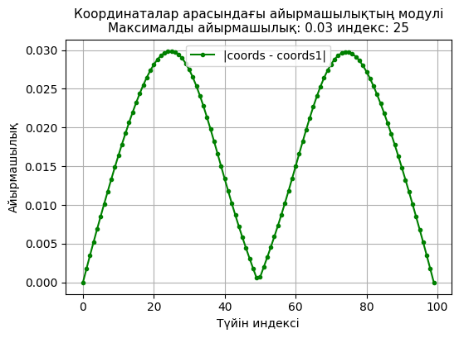 Координаталар арасындағы айырмашылықтың модулі
Максималды айырмашылық: 0.03 индекс: 25
|coords - coords1|
0.030
0.025
0.020
0.015
0.010
0.005
0.000
Айырмашылық
0 20 40 60 80 100
Түйін индексі